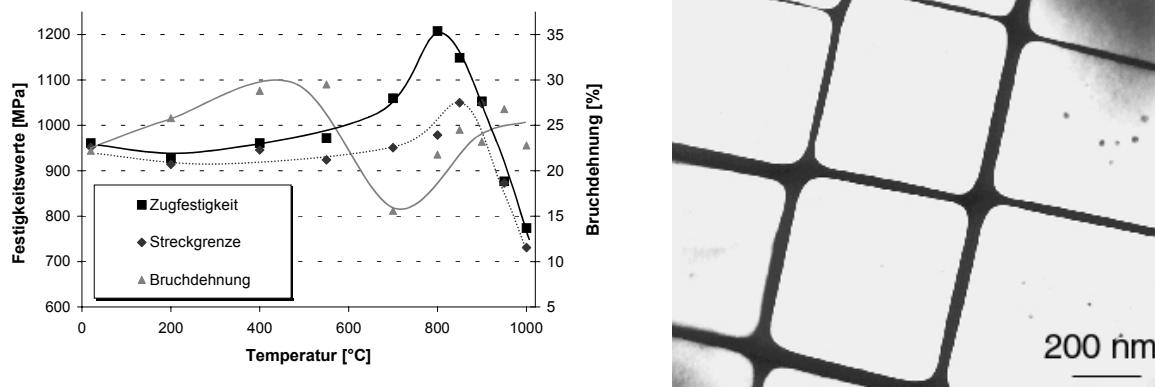 1200
1100
1000
900
800
700
600
Festigkeitswerte [MPa]
Zugfestigkeit
Streckgrenze
Bruchdehnung
0 200 400 600 800 1000
Temperatur [°C]
35
30
25
20
15
10
5
Bruchdehnung [%]
200 nm